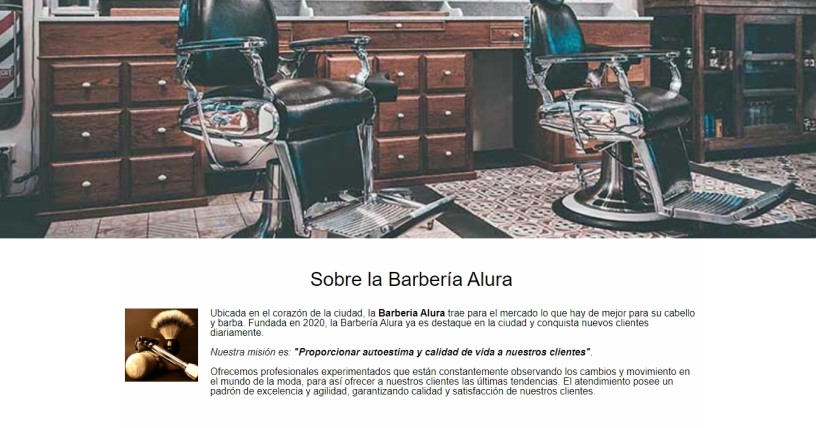 Sobre la Barbería Alura
Ubicada en el corazón de la ciudad, la Barbería Alura trae para el mercado lo que hay de mejor para su cabello
y barba. Fundada en 2020, la Barbería Alura ya es destaque en la ciudad y conquista nuevos clientes
diariamente.
Nuestra misión es: "Proporcionar autoestima y calidad de vida a nuestros clientes".
Ofrecemos profesionales experimentados que están constantemente observando los cambios y movimiento en
el mundo de la moda, para así ofrecer a nuestros clientes las últimas tendencias. El atendimiento posee un
padrón de excelencia y agilidad, garantizando calidad y satisfacción de nuestros clientes.